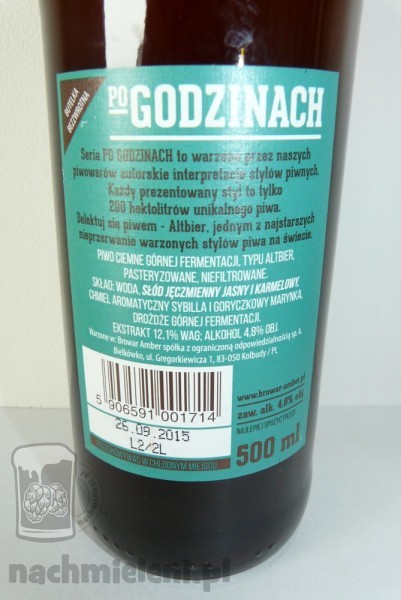 BUTELKA
BEZZWROTNA
PO GODZINACH
Seria PO GODZINACH to warzone przez naszych
piwowarów autorskie interpretacje stylów piwnych.
Każdy prezentowany styl to tylko
200 hektolitrów unikalnego piwa.
Delektuj się piwem - Altbier, jednym z najstarszych
nieprzerwanie warzonych stylów piwa na świecie.
PIWO CIEMNE GÓRNEJ FERMENTACJI, TYPU ALTBIER,
PASTERYZOWANE, NIEFILTROWANE.
SKŁAD: WODA, SŁÓD JĘCZMIENNY JASNY I KARMELOWY,
CHMIEL AROMATYCZNY SYBILLA I GORYCZKOWY MARYNKA,
DROŻDŻE GÓRNEJ FERMENTACJI.
EKSTRAKT 12,1% WAG; ALKOHOL 4,8% OBJ.
Warzone w: Browar Amber spółka z ograniczoną odpowiedzialnością sp. k.
Bielkówko, ul. Gregorkiewicza 1, 83-050 Kolbudy / PL
5 906591 001714
26.09.2015
L2/2L
PRZECHOWYWAĆ W CHŁODNYM MIEJSCU
www.browar-amber.pl
zaw. alk. 4,8% obj.
NAJLEPIEJ SPOŻYĆ PRZED
500 ml
nachmieleni.pl